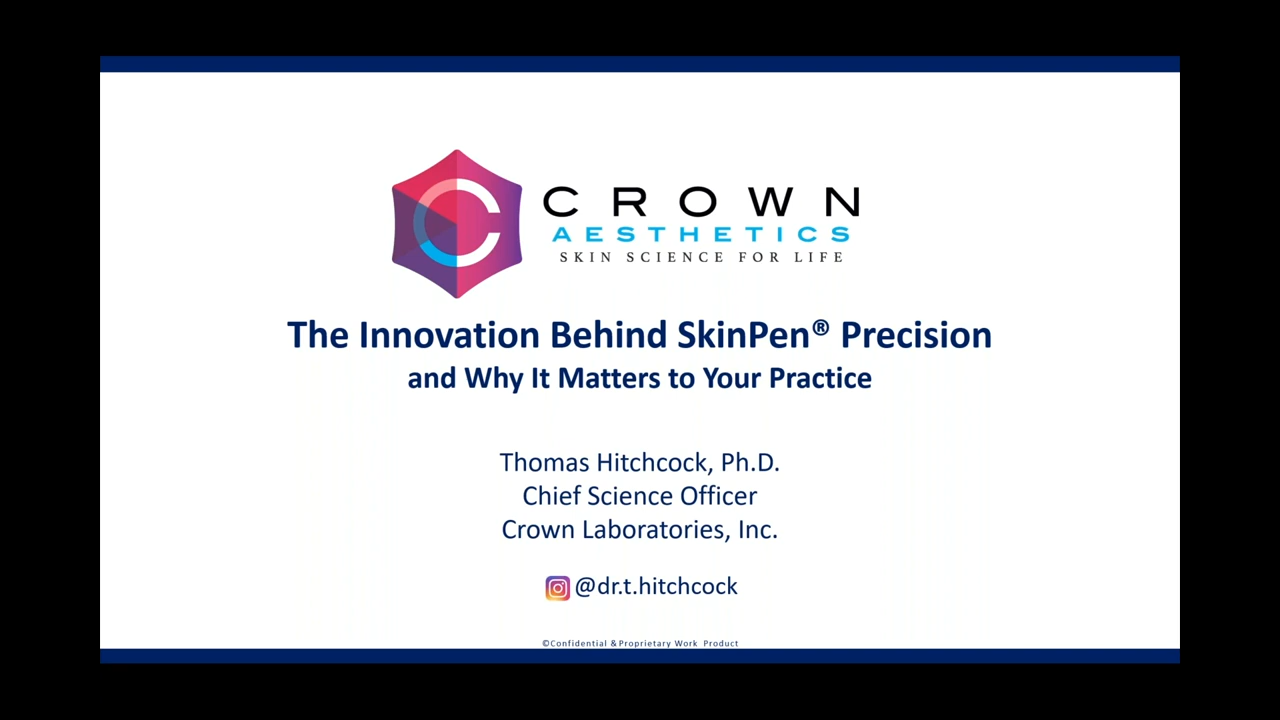 CROWN
AESTHETICS
SKIN SCIENCE FOR LIFE
The Innovation Behind SkinPen® Precision
and Why It Matters to Your Practice
Thomas Hitchcock, Ph.D.
Chief Science Officer
Crown Laboratories, Inc.
@dr.t.hitchcock
©Confidential & Proprietary Work Product